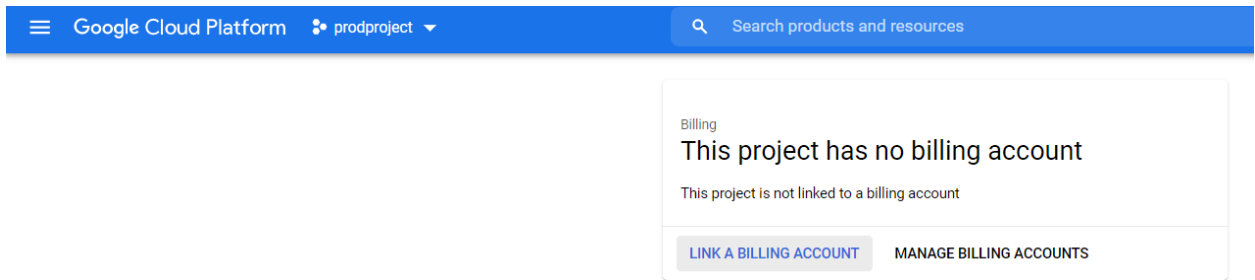 Google Cloud Platform prodproject Search products and resources
Billing
This project has no billing account
This project is not linked to a billing account
LINK A BILLING ACCOUNT MANAGE BILLING ACCOUNTS